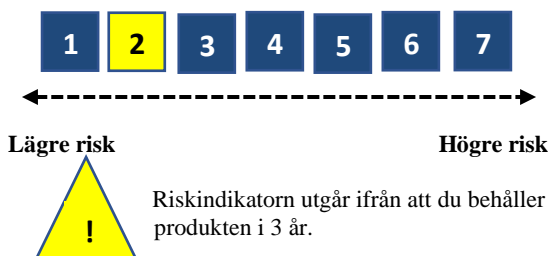 1 2 3 4 5 6 7
Lägre risk Högre risk
! Riskindikatorn utgår ifrån att du behåller
produkten i 3 år.